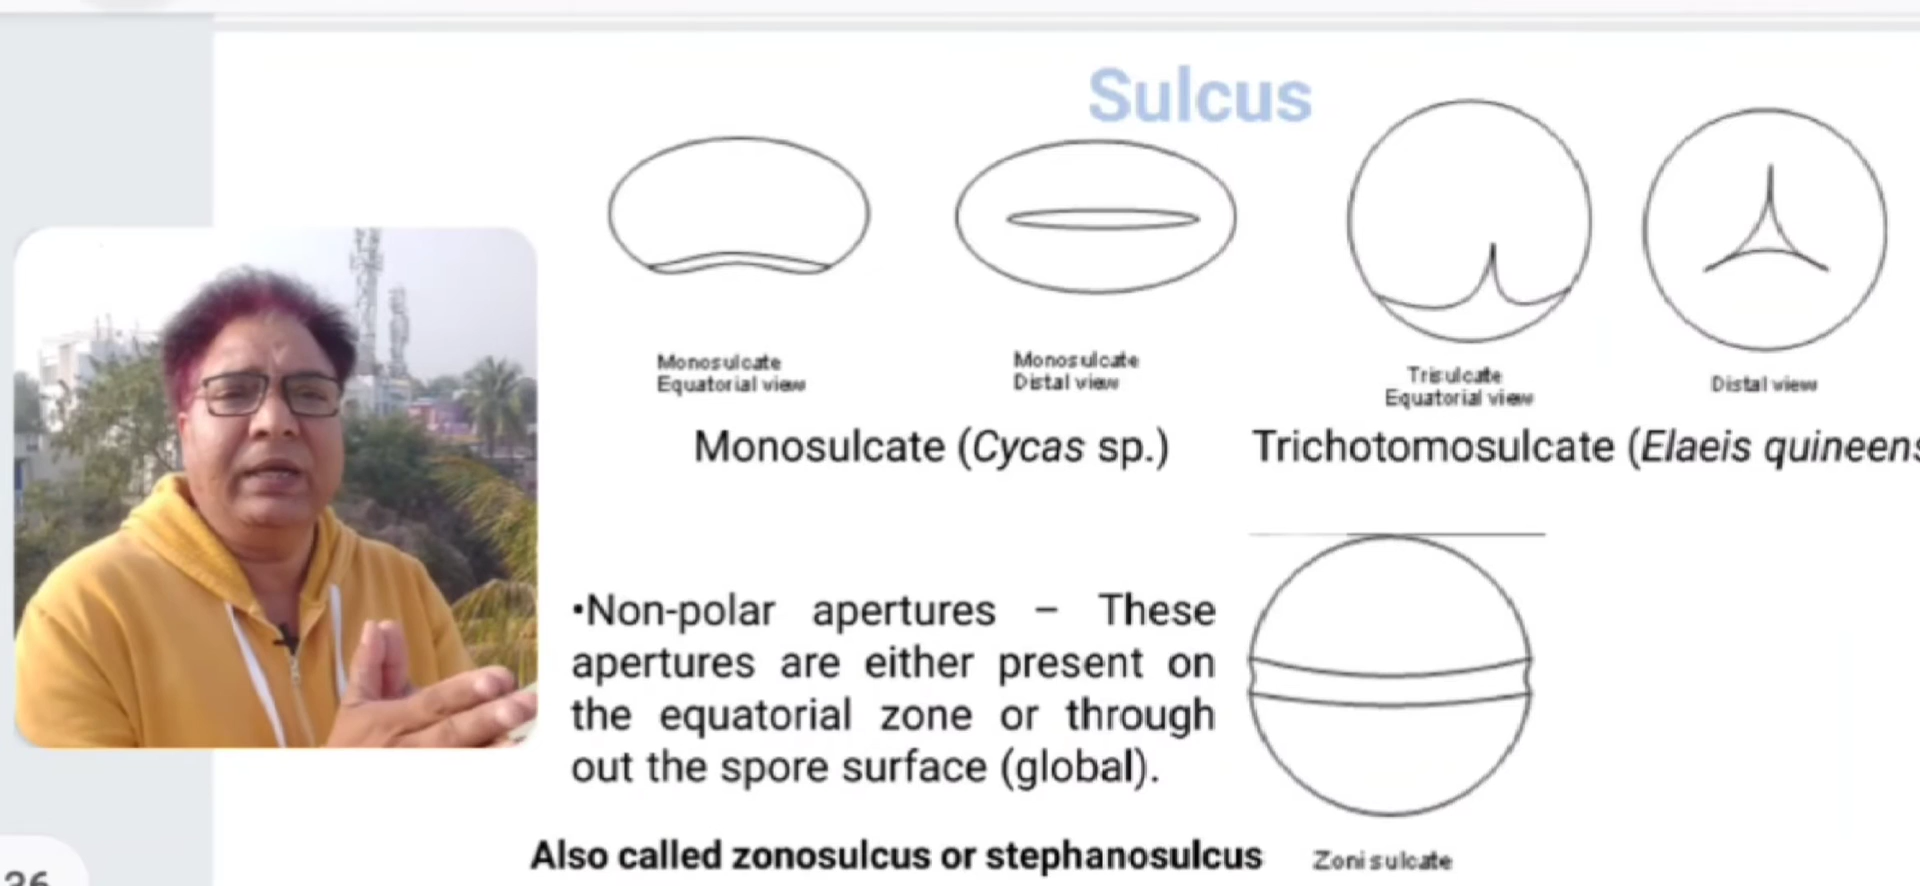 Sulcus
Monosulcate
Equatorial view
Monosulcate
Distal view
Trisulcate
Equatorial view
Distal view
Monosulcate (Cycas sp.)
Trichotomosulcate (Elaeis quineens
•Non-polar apertures – These
apertures are either present on
the equatorial zone or through
out the spore surface (global).
Also called zonosulcus or stephanosulcus
Zonisulcate